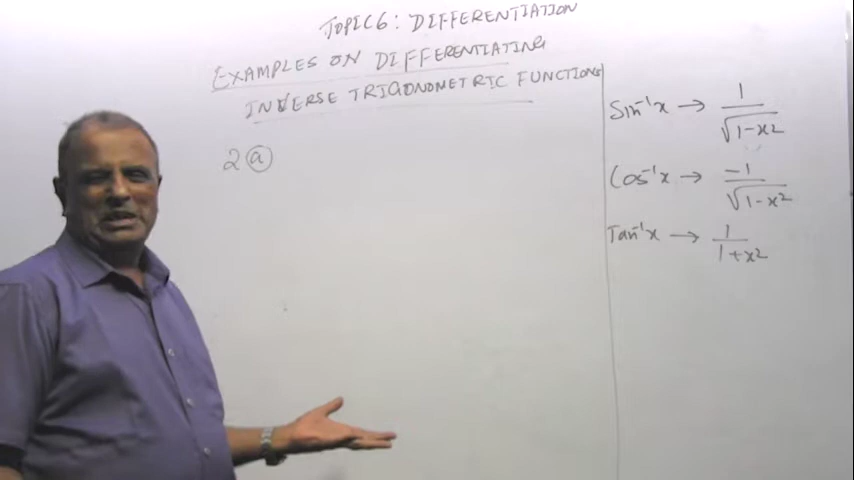 TOPIC 6: DIFFERENTIATION
EXAMPLES ON DIFFERENTIATING
INVERSE TRIGONOMETRIC FUNCTIONS
2 ⓐ
Sin⁻¹x → 1/√(1-x²)
Cos⁻¹x → -1/√(1-x²)
Tan⁻¹x → 1/(1+x²)